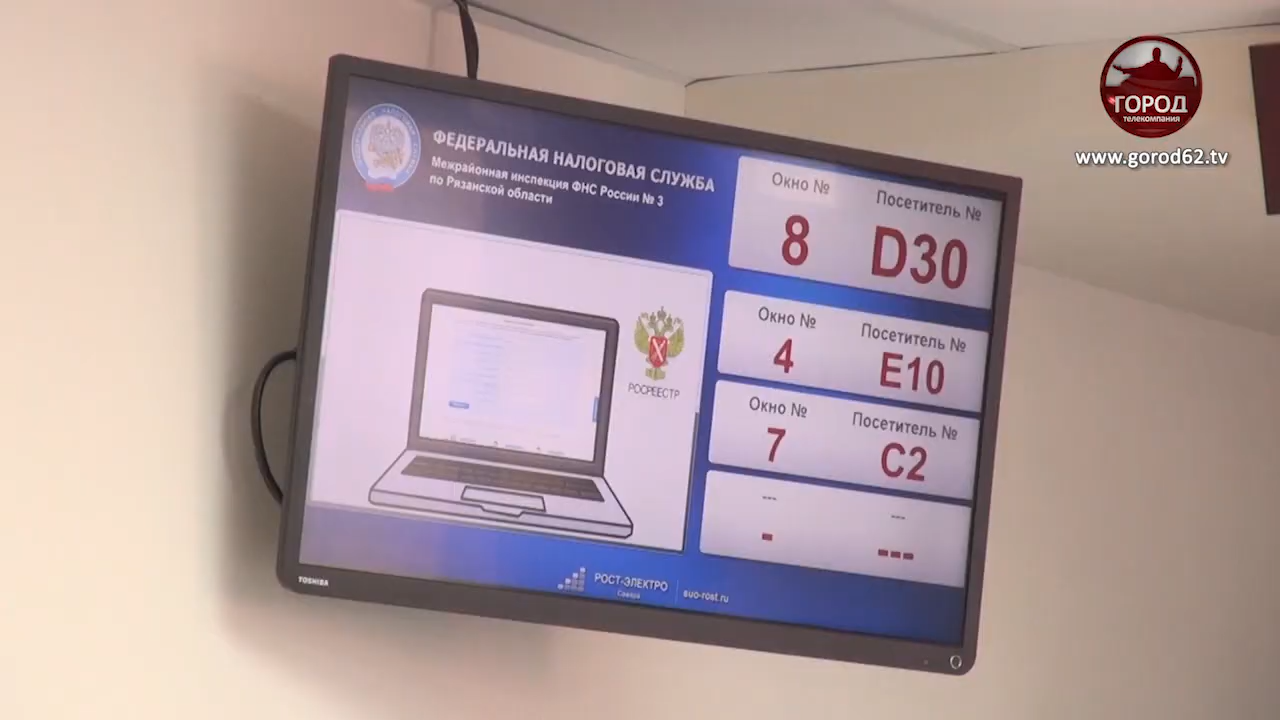 ФЕДЕРАЛЬНАЯ НАЛОГОВАЯ СЛУЖБА
Межрайонная инспекция ФНС России № 3
по Рязанской области
Окно № Посетитель №
8 D30
Окно № Посетитель №
4 E10
Окно № Посетитель №
7 C2
--- ---
- ---
РОСРЕЕСТР
РОСТ-ЭЛЕКТРО
Самара
suo-rost.ru
TOSHIBA
ГОРОД
телекомпания
www.gorod62.tv